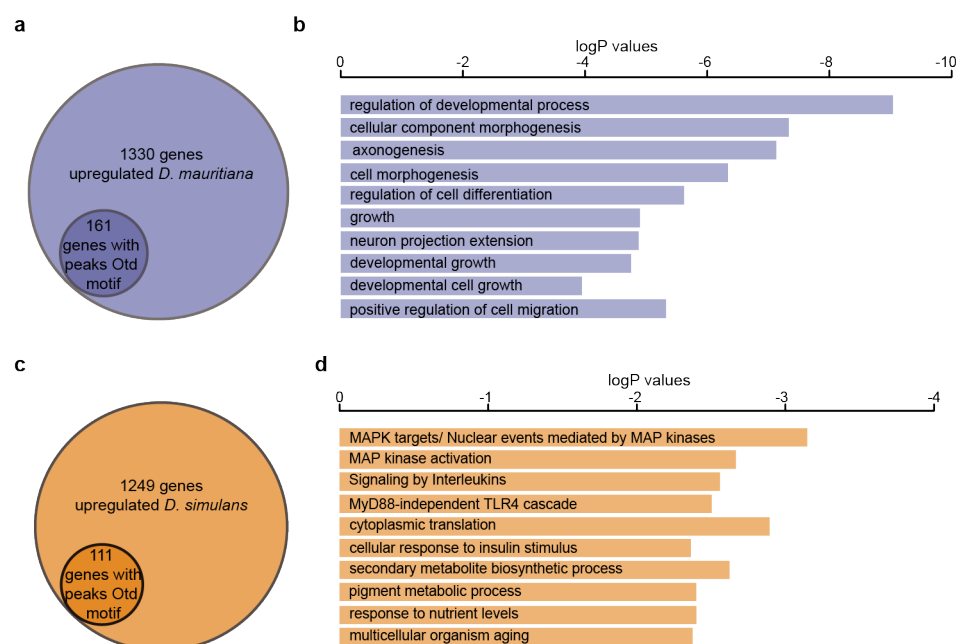 a
1330 genes
upregulated D. mauritiana
161
genes with
peaks Otd
motif
b
logP values
0 -2 -4 -6 -8 -10
regulation of developmental process
cellular component morphogenesis
axonogenesis
cell morphogenesis
regulation of cell differentiation
growth
neuron projection extension
developmental growth
developmental cell growth
positive regulation of cell migration
c
1249 genes
upregulated D. simulans
111
genes with
peaks Otd
motif
d
logP values
0 -1 -2 -3 -4
MAPK targets/ Nuclear events mediated by MAP kinases
MAP kinase activation
Signaling by Interleukins
MyD88-independent TLR4 cascade
cytoplasmic translation
cellular response to insulin stimulus
secondary metabolite biosynthetic process
pigment metabolic process
response to nutrient levels
multicellular organism aging